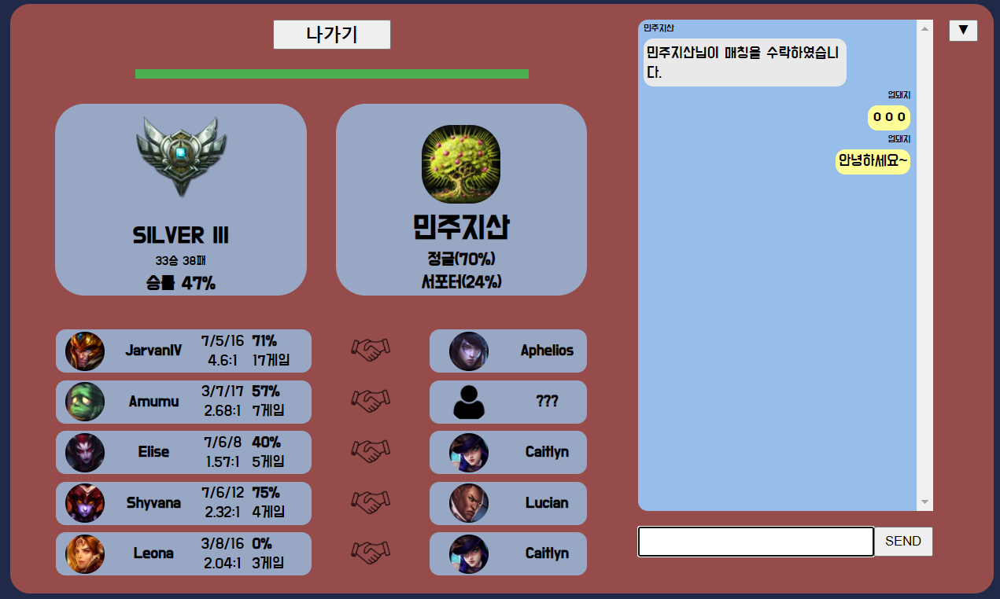 나가기
SILVER III
33승 38패
승률 47%
민주지산
정글(70%)
서포터(24%)
JarvanIV 7/5/16 71%
4.6:1 17게임
Aphelios
Amumu 3/7/17 57%
2.68:1 7게임
???
Elise 7/6/8 40%
1.57:1 5게임
Caitlyn
Shyvana 7/6/12 75%
2.32:1 4게임
Lucian
Leona 3/8/16 0%
2.04:1 3게임
Caitlyn
민주지산
민주지산님이 매칭을 수락하였습니
다.
엄돼지
ㅇㅇㅇ
엄돼지
안녕하세요~
SEND
▼